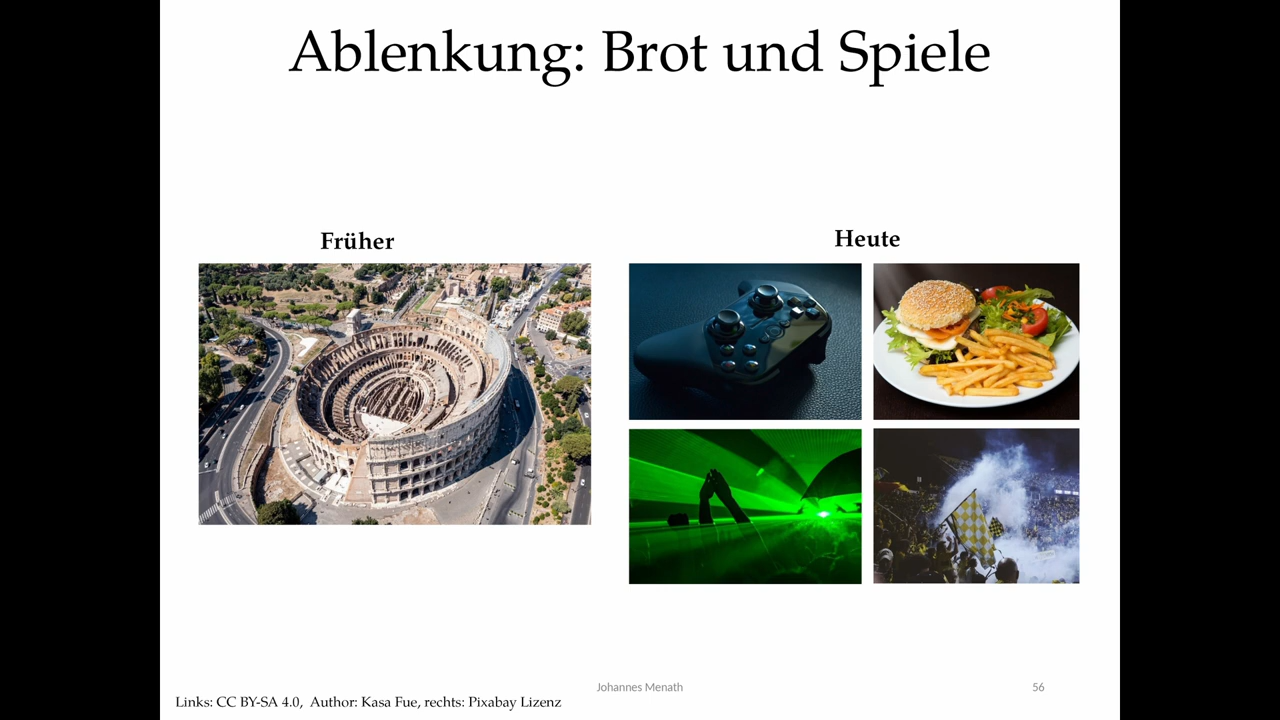 Ablenkung: Brot und Spiele
Früher
Heute
Johannes Menath
56
Links: CC BY-SA 4.0,  Author: Kasa Fue, rechts: Pixabay Lizenz